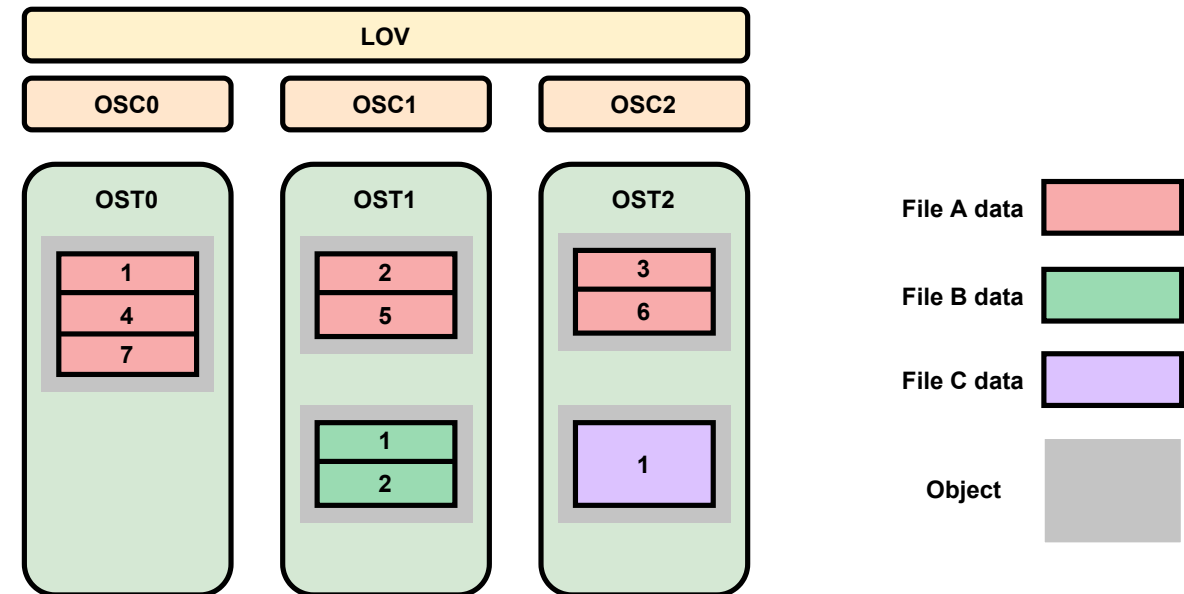 LOV
OSC0
OSC1
OSC2
OST0
1
4
7
OST1
2
5
1
2
OST2
3
6
1
File A data
File B data
File C data
Object